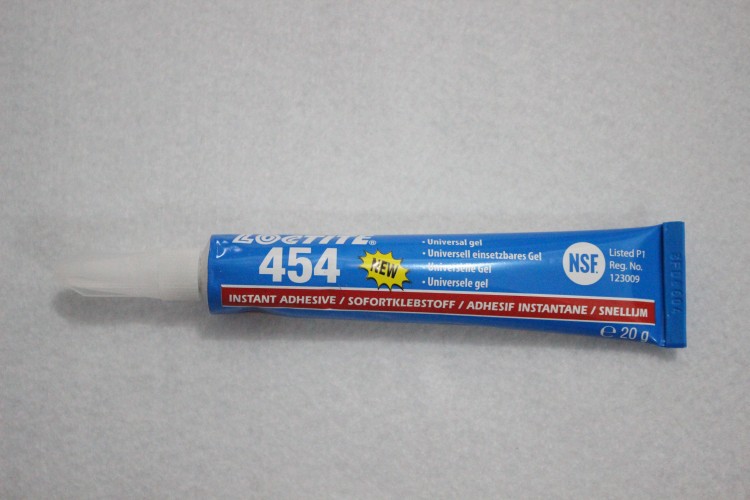 LOCTITE®
454
NEW
• Universal gel
• Universell einsetzbares Gel
• Universelle Gel
• Universele gel
INSTANT ADHESIVE / SOFORTKLEBSTOFF / ADHESIF INSTANTANE / SNELLIJM
NSF®
Listed P1
Reg. No.
123009
℮ 20 g